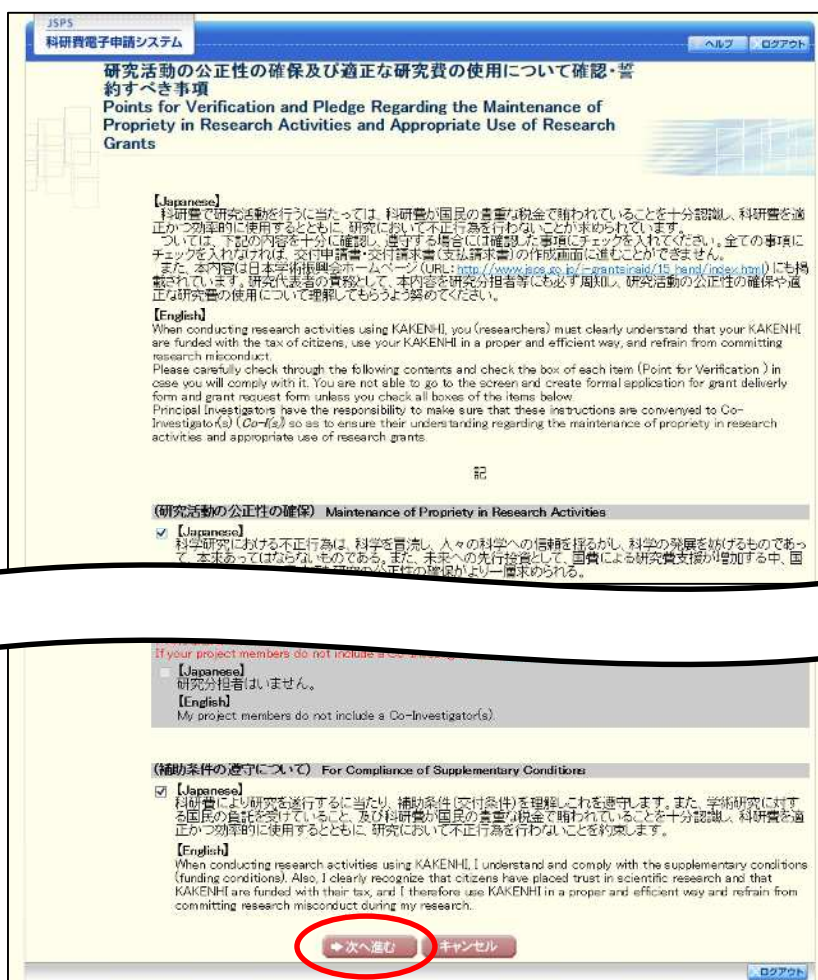 JSPS
科研費電子申請システム
ヘルプ
ログアウト
研究活動の公正性の確保及び適正な研究費の使用について確認・誓
約すべき事項
Points for Verification and Pledge Regarding the Maintenance of
Propriety in Research Activities and Appropriate Use of Research
Grants
【Japanese】
科研費で研究活動を行うに当たっては、科研費が国民の貴重な税金で賄われていることを十分認識し、科研費を適
正かつ効率的に使用するとともに、研究において不正行為を行わないことが求められています。
ついては、下記の内容を十分に確認し、遵守する場合には確認した事項にチェックを入れてください。全ての事項に
チェックを入れなければ、交付申請書・交付請求書(支払請求書)の作成画面に進むことができません。
また、本内容は日本学術振興会ホームページ(URL: http://www.jsps.go.jp/j-grantsinaid/15_hand/index.html)にも掲
載されています。研究代表者の責務として、本内容を研究分担者等にも必ず周知し、研究活動の公正性の確保や適
正な研究費の使用について理解してもらうよう努めてください。
【English】
When conducting research activities using KAKENHI, you (researchers) must clearly understand that your KAKENHI
are funded with the tax of citizens, use your KAKENHI in a proper and efficient way, and refrain from committing
research misconduct.
Please carefully check through the following contents and check the box of each item (Point for Verification ) in
case you will comply with it. You are not able to go to the screen and create formal application for grant deliverly
form and grant request form unless you check all boxes of the items below.
Principal Investigators have the responsibility to make sure that these instructions are convenyed to Co-
Investigator(s) (Co-I(s)) so as to ensure their understanding regarding the maintenance of propriety in research
activities and appropriate use of research grants.
記
(研究活動の公正性の確保) Maintenance of Propriety in Research Activities
【Japanese】
科学研究における不正行為は、科学を冒涜し、人々の科学への信頼を揺るがし、科学の発展を妨げるものであっ
て、本来あってはならないものである。また、未来への先行投資として、国費による研究費支援が増加する中、国
研究の公正性の確保がより一層求められる。
If your project members do not include a Co-Investig
【Japanese】
研究分担者はいません。
【English】
My project members do not include a Co-Investigator(s).
(補助条件の遵守について) For Compliance of Supplementary Conditions
【Japanese】
科研費により研究を遂行するに当たり、補助条件(交付条件)を理解しこれを遵守します。また、学術研究に対す
る国民の負託を受けていること、及び科研費が国民の貴重な税金で賄われていることを十分認識し、科研費を適
正かつ効率的に使用するとともに、研究において不正行為を行わないことを約束します。
【English】
When conducting research activities using KAKENHI, I understand and comply with the supplementary conditions
(funding conditions). Also, I clearly recognize that citizens have placed trust in scientific research and that
KAKENHI are funded with their tax, and I therefore use KAKENHI in a proper and efficient way and refrain from
committing research misconduct during my research.
次へ進む
キャンセル
ログアウト